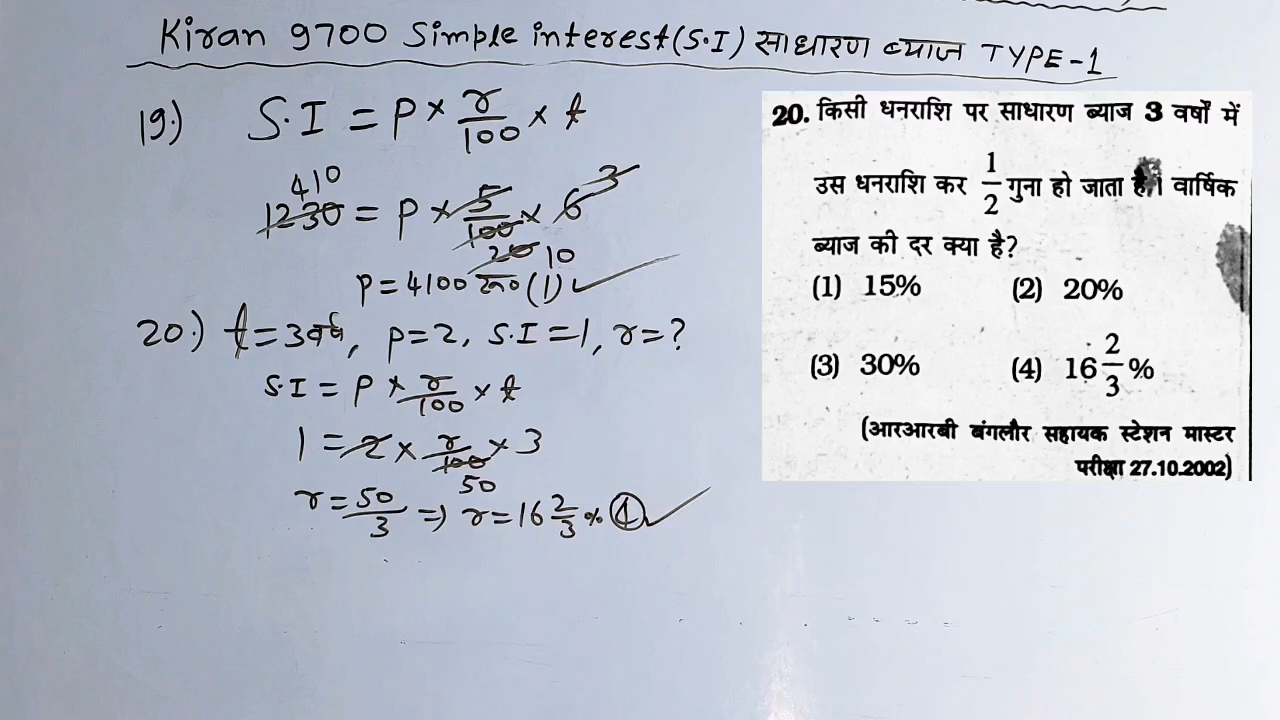 Kiran 9700 Simple interest (S.I) साधारण ब्याज TYPE-1
19.) S.I = P × r/100 × t
410
1230 = P × 5/100 × 6 3
20 10
P = 4100 रू० (1) ✓
20.) t = 3वर्ष, P = 2, S.I = 1, r = ?
S.I = P × r/100 × t
1 = 2 × r/100 × 3
50
r = 50/3 ⇒ r = 16 2/3 % ④ ✓
20. किसी धनराशि पर साधारण ब्याज 3 वर्षों में
उस धनराशि कर 1/2 गुना हो जाता है। वार्षिक
ब्याज की दर क्या है?
(1) 15% (2) 20%
(3) 30% (4) 16 2/3 %
(आरआरबी बंगलौर सहायक स्टेशन मास्टर
परीक्षा 27.10.2002)